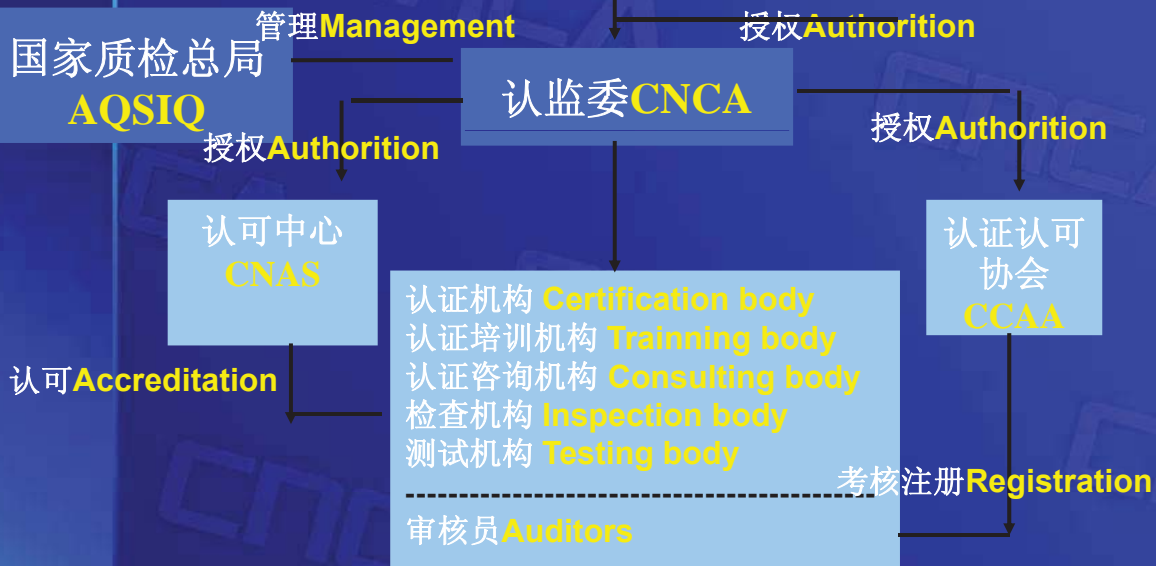 管理Management
授权Authorition
国家质检总局
AQSIQ
认监委CNCA
授权Authorition
授权Authorition
认可中心
CNAS
认证认可
协会
CCAA
认证机构 Certification body
认证培训机构 Trainning body
认证咨询机构 Consulting body
检查机构 Inspection body
测试机构 Testing body
认可Accreditation
考核注册Registration
审核员Auditors